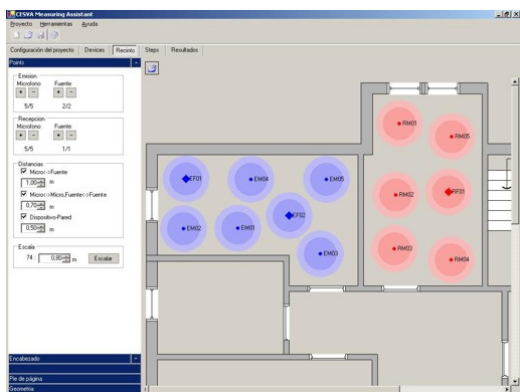 CESVA Measuring Assistant
Proyecto Herramientas Ayuda
Configuración del proyecto Devices Recinto Steps Resultados
Points
Emision
Microfono Fuente
+ - + -
5/5 2/2
Recepcion
Microfono Fuente
+ - + -
5/5 1/1
Distancias
Micro<->Fuente
1,00 m
Micro<->Micro,Fuente<->Fuente
0,70 m
Dispositivo-Pared
0,50 m
Escala
74 : 0,80 m Escalar
Encabezado
Pie de página
Geometría
RM01
RM05
EF01
EM04
EM05
RM02
RF01
EF02
EM02
EM01
EM03
RM03
RM04